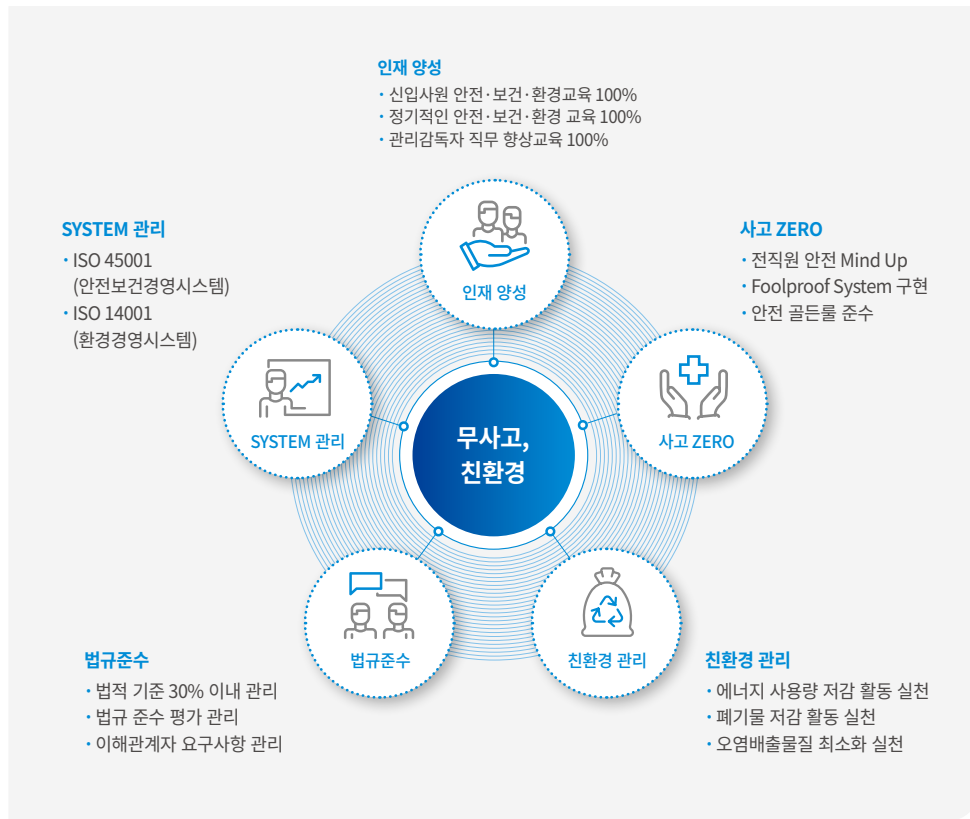 인재 양성
· 신입사원 안전·보건·환경교육 100%
· 정기적인 안전·보건·환경 교육 100%
· 관리감독자 직무 향상교육 100%
SYSTEM 관리
· ISO 45001
(안전보건경영시스템)
· ISO 14001
(환경경영시스템)
사고 ZERO
· 전직원 안전 Mind Up
· Foolproof System 구현
· 안전 골든룰 준수
인재 양성
SYSTEM 관리
사고 ZERO
무사고,
친환경
법규준수
친환경 관리
법규준수
· 법적 기준 30% 이내 관리
· 법규 준수 평가 관리
· 이해관계자 요구사항 관리
친환경 관리
· 에너지 사용량 저감 활동 실천
· 폐기물 저감 활동 실천
· 오염배출물질 최소화 실천